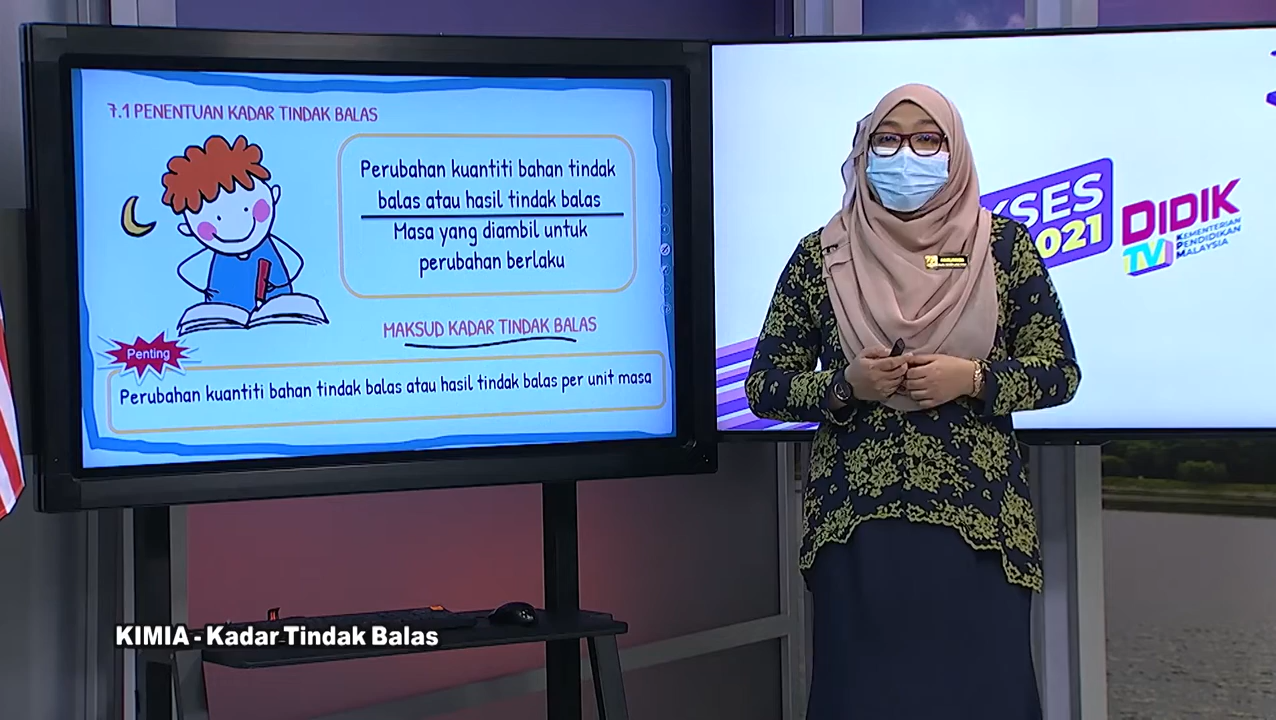 7.1 PENENTUAN KADAR TINDAK BALAS
Perubahan kuantiti bahan tindak
balas atau hasil tindak balas
Masa yang diambil untuk
perubahan berlaku
MAKSUD KADAR TINDAK BALAS
Penting
Perubahan kuantiti bahan tindak balas atau hasil tindak balas per unit masa
KSES
2021
DIDIK
TV
KEMENTERIAN
PENDIDIKAN
MALAYSIA
KIMIA - Kadar Tindak Balas